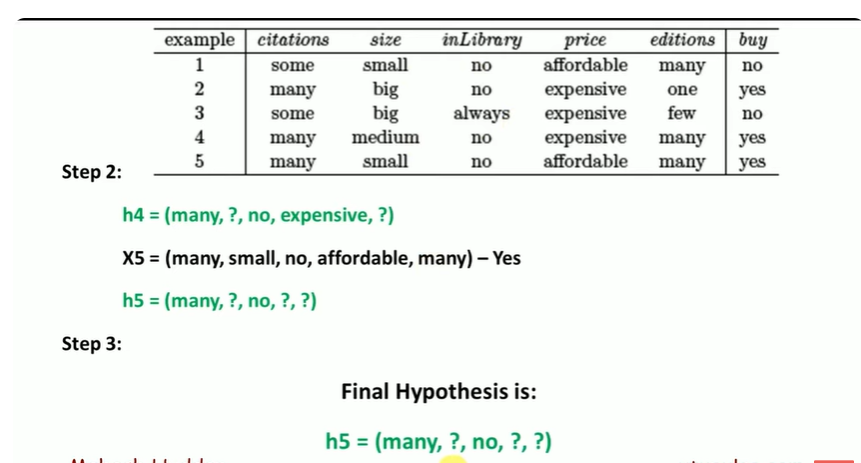 example citations size inLibrary price editions buy
1 some small no affordable many no
2 many big no expensive one yes
3 some big always expensive few no
4 many medium no expensive many yes
5 many small no affordable many yes
Step 2:
h4 = (many, ?, no, expensive, ?)
X5 = (many, small, no, affordable, many) – Yes
h5 = (many, ?, no, ?, ?)
Step 3:
Final Hypothesis is:
h5 = (many, ?, no, ?, ?)